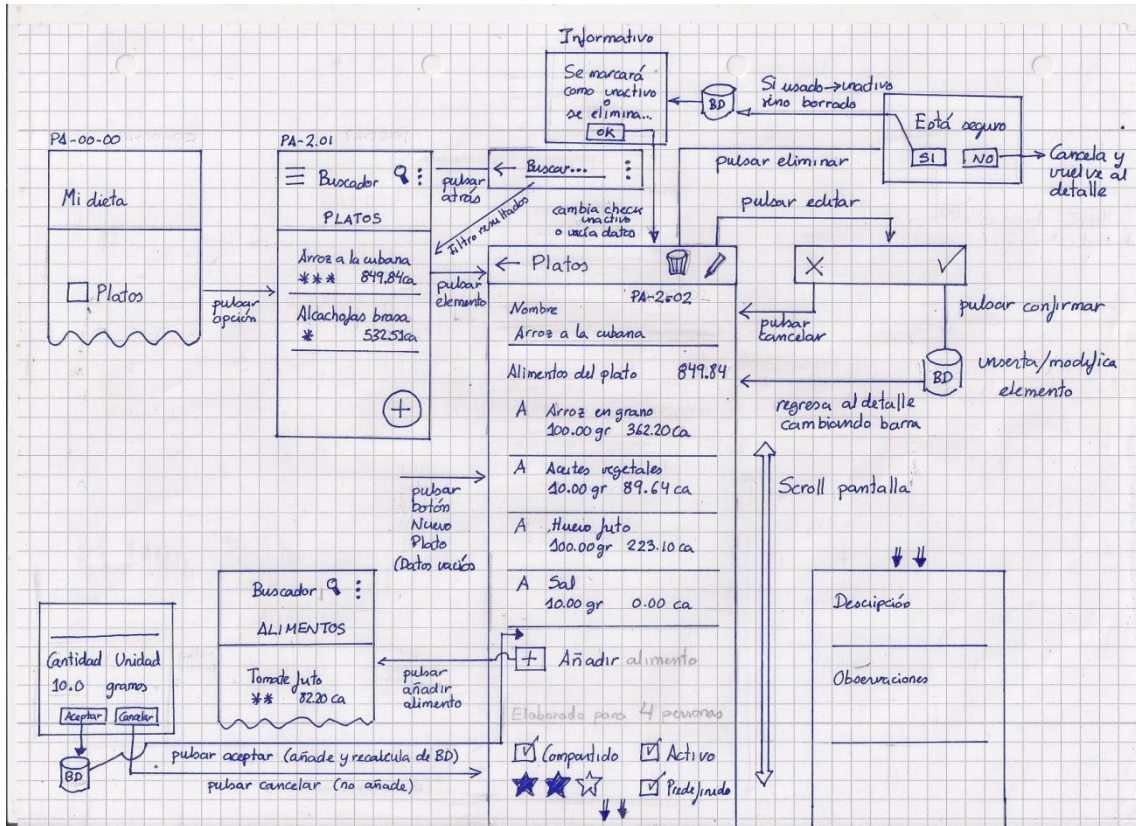 Informativo
Se marcará
como inactivo
o
se elimina...
OK
BD
Si usado→inactivo
sino borrado
Está seguro
SI
NO
Cancela y
vuelve al
detalle
PA-00-00
Mi dieta
Platos
pulsar
opción
PA-2.01
Buscador
PLATOS
Arroz a la cubana
*** 849.84ca
Alcachofas brasa
* 532.51ca
+
pulsar
atrás
← Buscar...
Filtro resultados
pulsar
elemento
cambia check
inactivo
o vacía datos
pulsar eliminar
pulsar editar
X
pulsar
cancelar
pulsar confirmar
BD
inserta/modifica
elemento
regresa al detalle
cambiando barra
← Platos
PA-2.02
Nombre
Arroz a la cubana
Alimentos del plato 849.84
A Arroz en grano
100.00 gr 362.20 ca
A Aceites vegetales
10.00 gr 89.64 ca
A Huevo frito
100.00 gr 223.10 ca
A Sal
10.00 gr 0.00 ca
+ Añadir alimento
Elaborado para 4 personas
Compartido Activo
Predefinido
Scroll pantalla
Descripción
Observaciones
pulsar
botón
Nuevo
Plato
(Datos vacíos
Buscador
ALIMENTOS
Tomate frito
** 82.20 ca
pulsar
añadir
alimento
Cantidad Unidad
10.0 gramos
Aceptar Cancelar
BD
pulsar aceptar (añade y recalcula de BD)
pulsar cancelar (no añade)